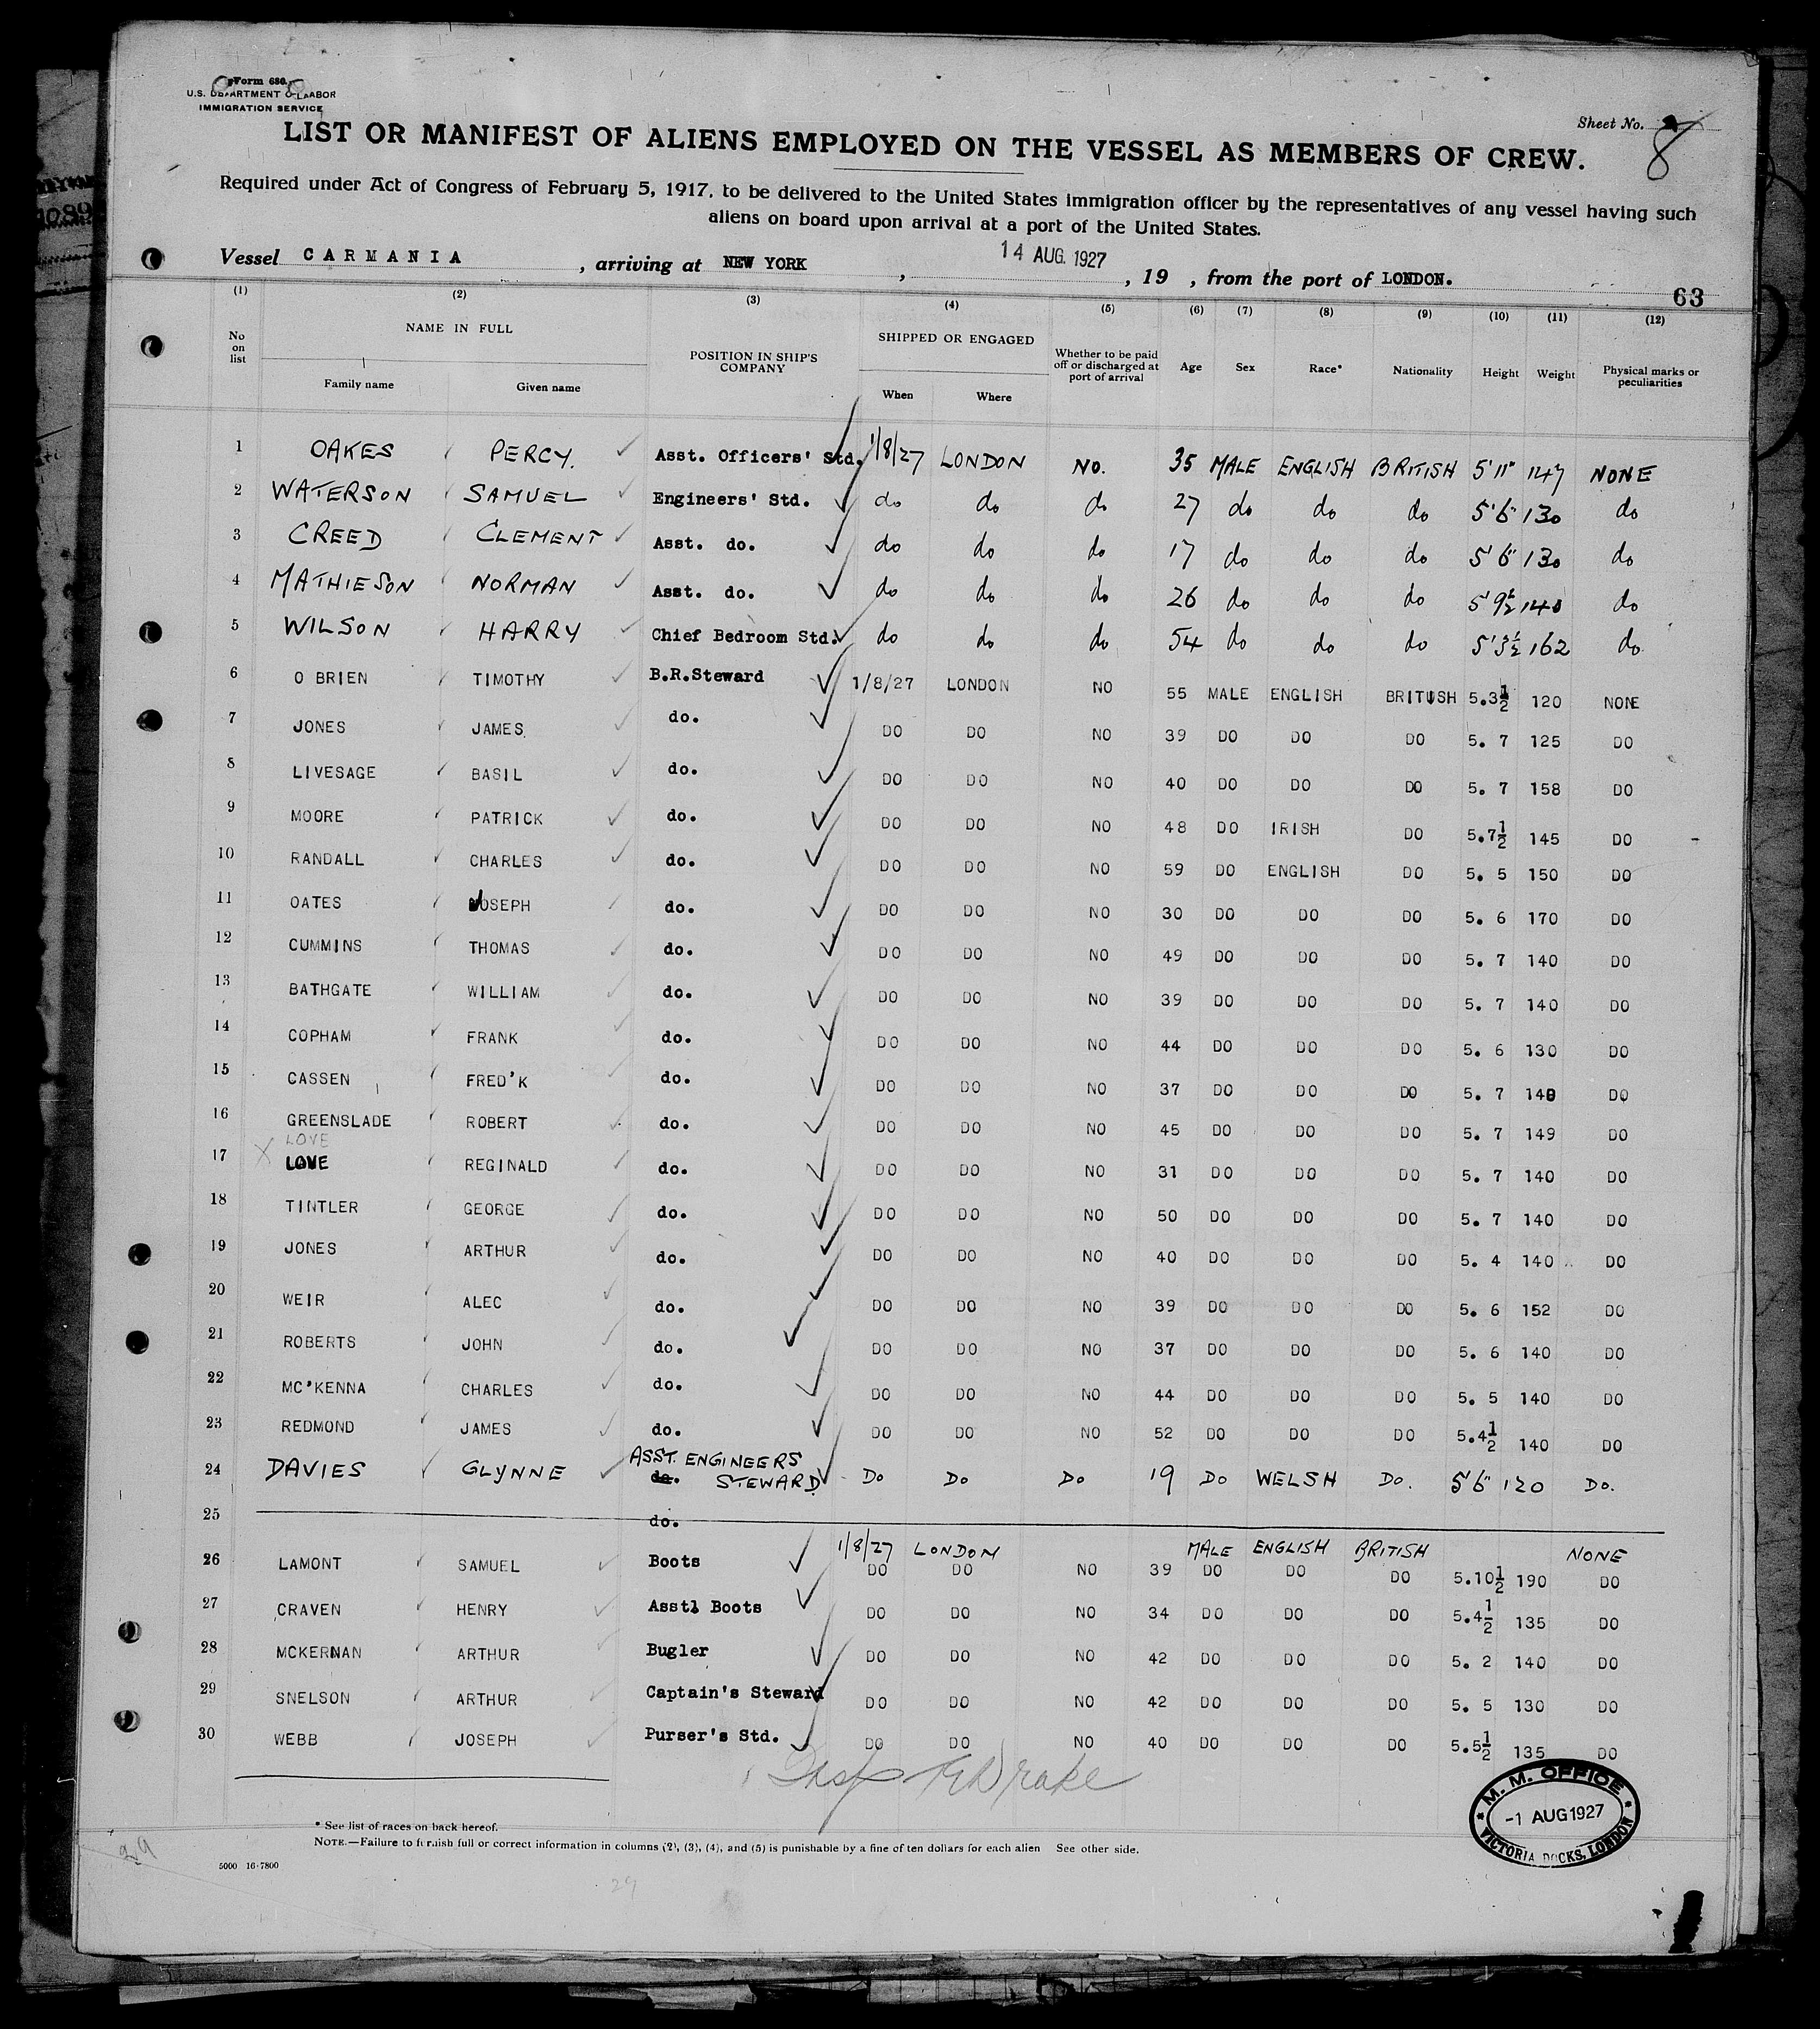 Form 680.
U.S. DEPARTMENT OF LABOR
IMMIGRATION SERVICE
Sheet No. 8
LIST OR MANIFEST OF ALIENS EMPLOYED ON THE VESSEL AS MEMBERS OF CREW.
Required under Act of Congress of February 5, 1917, to be delivered to the United States immigration officer by the representatives of any vessel having such
aliens on board upon arrival at a port of the United States.
Vessel CARMANIA, arriving at NEW YORK, 14 AUG. 1927, 19 , from the port of LONDON.
63
(1) (2) (3) (4) (5) (6) (7) (8) (9) (10) (11) (12)
No on list NAME IN FULL Family name Given name POSITION IN SHIP'S COMPANY SHIPPED OR ENGAGED When Where Whether to be paid off or discharged at port of arrival Age Sex Race* Nationality Height Weight Physical marks or peculiarities
1 OAKES PERCY. Asst. Officers' Std. 1/8/27 LONDON NO. 35 MALE ENGLISH BRITISH 5'11" 147 NONE
2 WATERSON SAMUEL Engineers' Std. do do do 27 do do do 5'6" 130 do
3 CREED CLEMENT Asst. do. do do do 17 do do do 5'6" 130 do
4 MATHIESON NORMAN Asst. do. do do do 26 do do do 5'9½ 140 do
5 WILSON HARRY Chief Bedroom Std. do do do 54 do do do 5'3½ 162 do
6 O BRIEN TIMOTHY B.R.Steward 1/8/27 LONDON NO 55 MALE ENGLISH BRITISH 5.3½ 120 NONE
7 JONES JAMES. do. DO DO NO 39 DO DO DO 5. 7 125 DO
8 LIVESAGE BASIL do. DO DO NO 40 DO DO DO 5. 7 158 DO
9 MOORE PATRICK do. DO DO NO 48 DO IRISH DO 5.7½ 145 DO
10 RANDALL CHARLES do. DO DO NO 59 DO ENGLISH DO 5. 5 150 DO
11 OATES JOSEPH do. DO DO NO 30 DO DO DO 5. 6 170 DO
12 CUMMINS THOMAS do. DO DO NO 49 DO DO DO 5. 7 140 DO
13 BATHGATE WILLIAM do. DO DO NO 39 DO DO DO 5. 7 140 DO
14 COPHAM FRANK do. DO DO NO 44 DO DO DO 5. 6 130 DO
15 CASSEN FRED'K do. DO DO NO 37 DO DO DO 5. 7 DO
16 GREENSLADE ROBERT do. DO DO NO 45 DO DO DO 5. 7 149 DO
LOVE
17 LOVE REGINALD do. DO DO NO 31 DO DO DO 5. 7 140 DO
18 TINTLER GEORGE do. DO DO NO 50 DO DO DO 5. 7 140 DO
19 JONES ARTHUR do. DO DO NO 40 DO DO DO 5. 4 140 DO
20 WEIR ALEC do. DO DO NO 39 DO DO DO 5. 6 152 DO
21 ROBERTS JOHN do. DO DO NO 37 DO DO DO 5. 6 140 DO
22 MC'KENNA CHARLES do. DO DO NO 44 DO DO DO 5. 5 140 DO
23 REDMOND JAMES do. DO DO NO 52 DO DO DO 5.4½ 140 DO
24 DAVIES GLYNNE do. ASST. ENGINEERS STEWARD DO DO DO 19 DO WELSH DO. 5'6" 120 DO.
25 do.
1/8/27 LONDON MALE ENGLISH BRITISH NONE
26 LAMONT SAMUEL Boots DO DO NO 39 DO DO DO 5.10½ 190 DO
27 CRAVEN HENRY Asstl Boots DO DO NO 34 DO DO DO 5.4½ 135 DO
28 MCKERNAN ARTHUR Bugler DO DO NO 42 DO DO DO 5. 2 140 DO
29 SNELSON ARTHUR Captain's Steward DO DO NO 42 DO DO DO 5. 5 130 DO
30 WEBB JOSEPH Purser's Std. DO DO NO 40 DO DO DO 5.5½ 135 DO
Insp Drake
M. M. OFFICE
-1 AUG 1927
VICTORIA DOCKS, LONDON
* See list of races on back hereof.
NOTE.—Failure to furnish full or correct information in columns (2), (3), (4), and (5) is punishable by a fine of ten dollars for each alien See other side.
29
5000 16-7800
29